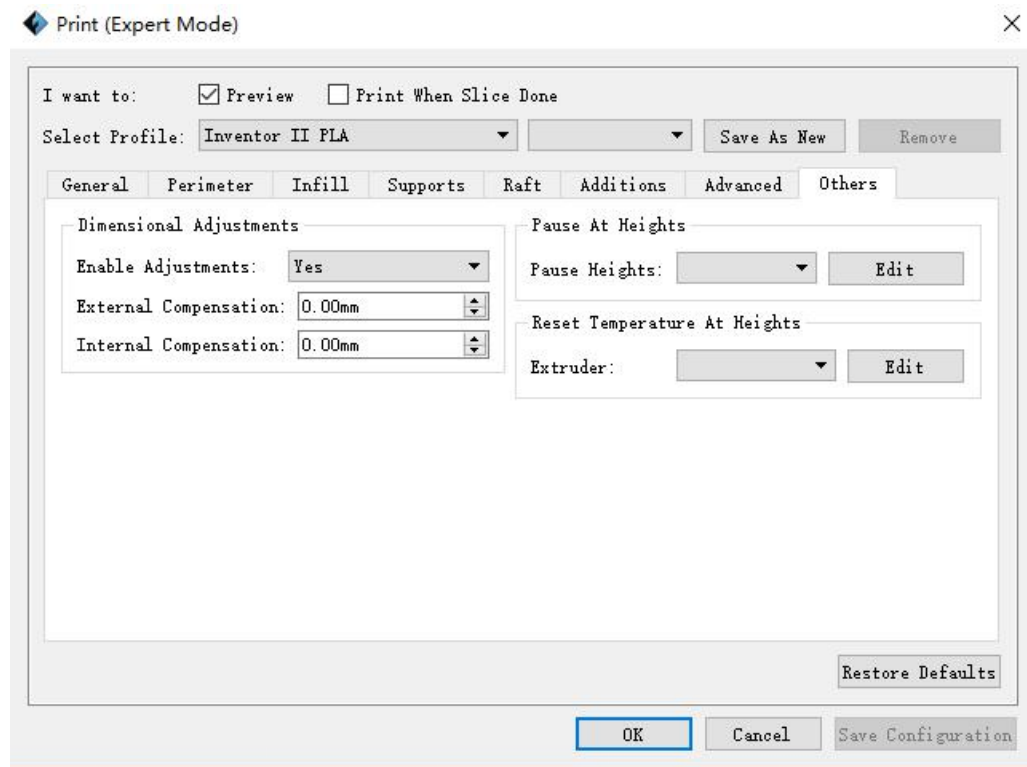 Print (Expert Mode)
I want to: Preview Print When Slice Done
Select Profile: Inventor II PLA Save As New Remove
General Perimeter Infill Supports Raft Additions Advanced Others
Dimensional Adjustments
Enable Adjustments: Yes
External Compensation: 0.00mm
Internal Compensation: 0.00mm
Pause At Heights
Pause Heights: Edit
Reset Temperature At Heights
Extruder: Edit
Restore Defaults
OK Cancel Save Configuration